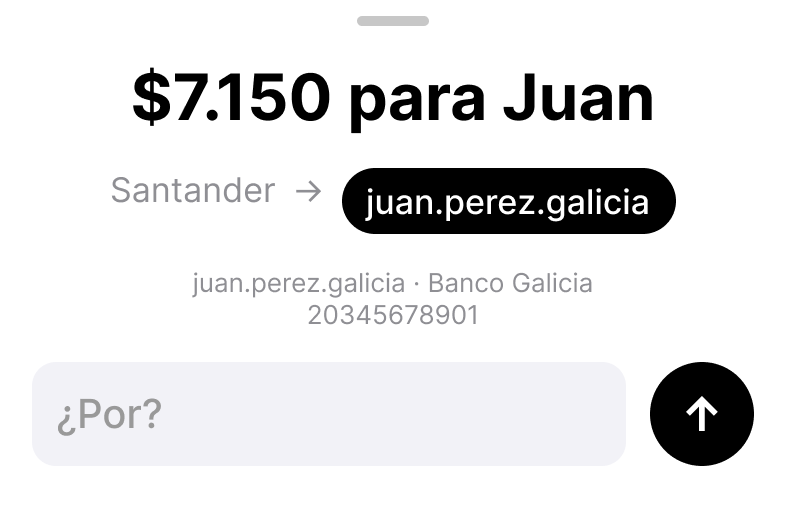 $7.150 para Juan
Santander → juan.perez.galicia
juan.perez.galicia · Banco Galicia
20345678901
¿Por?